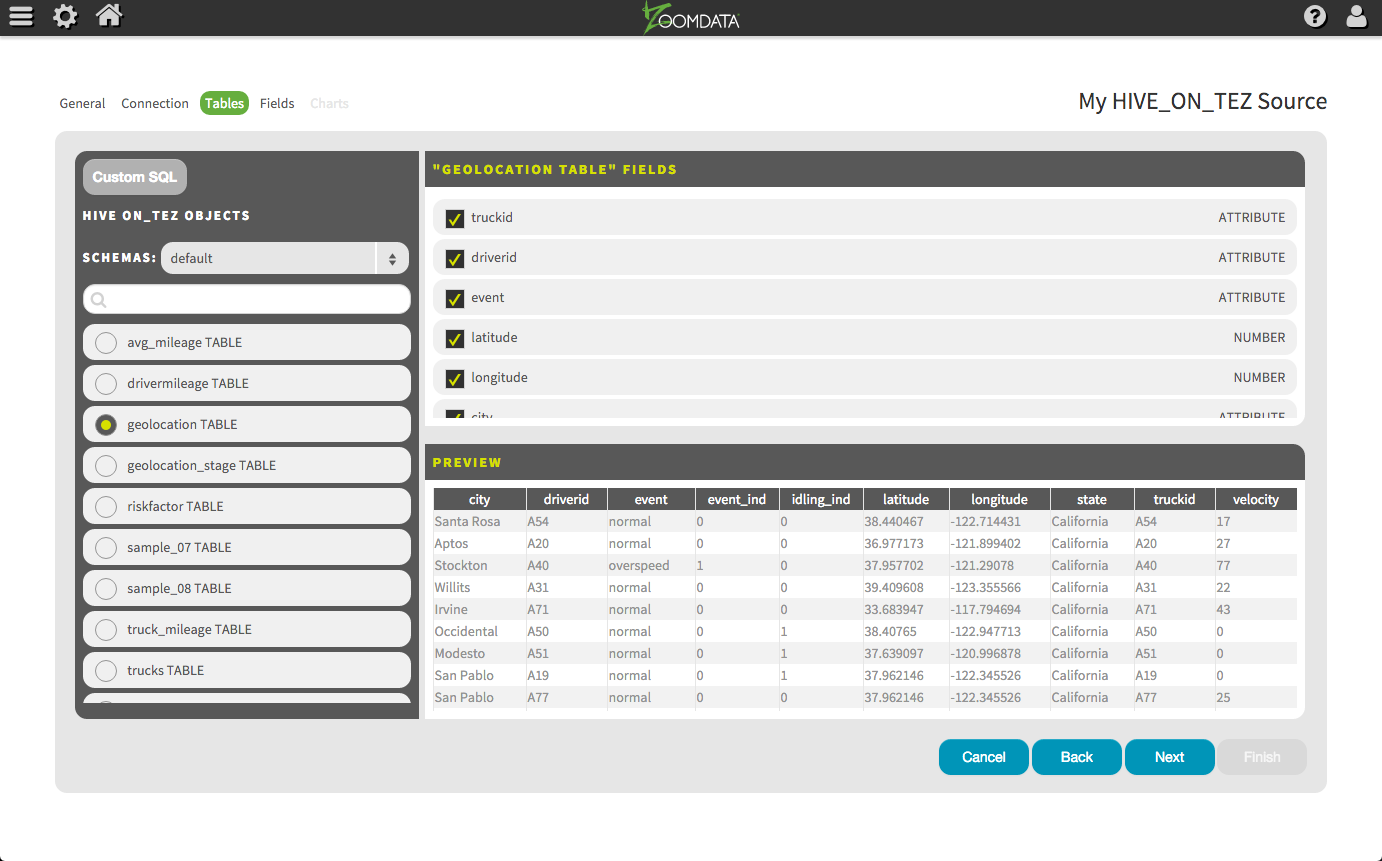 ZOOMDATA
General Connection Tables Fields Charts
My HIVE_ON_TEZ Source
Custom SQL
HIVE ON_TEZ OBJECTS
SCHEMAS: default
avg_mileage TABLE
drivermileage TABLE
geolocation TABLE
geolocation_stage TABLE
riskfactor TABLE
sample_07 TABLE
sample_08 TABLE
truck_mileage TABLE
trucks TABLE
"GEOLOCATION TABLE" FIELDS
truckid ATTRIBUTE
driverid ATTRIBUTE
event ATTRIBUTE
latitude NUMBER
longitude NUMBER
city ATTRIBUTE
PREVIEW
city driverid event event_ind idling_ind latitude longitude state truckid velocity
Santa Rosa A54 normal 0 0 38.440467 -122.714431 California A54 17
Aptos A20 normal 0 0 36.977173 -121.899402 California A20 27
Stockton A40 overspeed 1 0 37.957702 -121.29078 California A40 77
Willits A31 normal 0 0 39.409608 -123.355566 California A31 22
Irvine A71 normal 0 0 33.683947 -117.794694 California A71 43
Occidental A50 normal 0 1 38.40765 -122.947713 California A50 0
Modesto A51 normal 0 1 37.639097 -120.996878 California A51 0
San Pablo A19 normal 0 1 37.962146 -122.345526 California A19 0
San Pablo A77 normal 0 0 37.962146 -122.345526 California A77 25
Cancel Back Next Finish